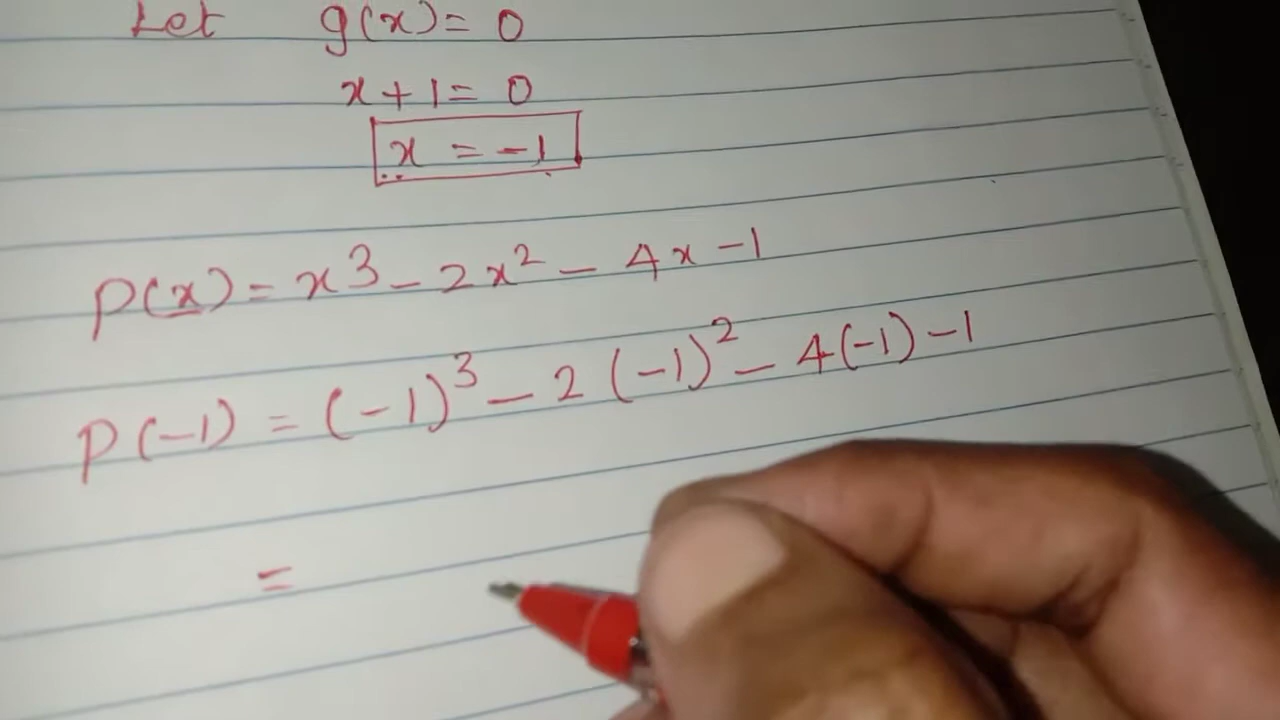 Let g(x) = 0
x + 1 = 0
x = -1
P(x) = x³ - 2x² - 4x - 1
P(-1) = (-1)³ - 2(-1)² - 4(-1) - 1
=